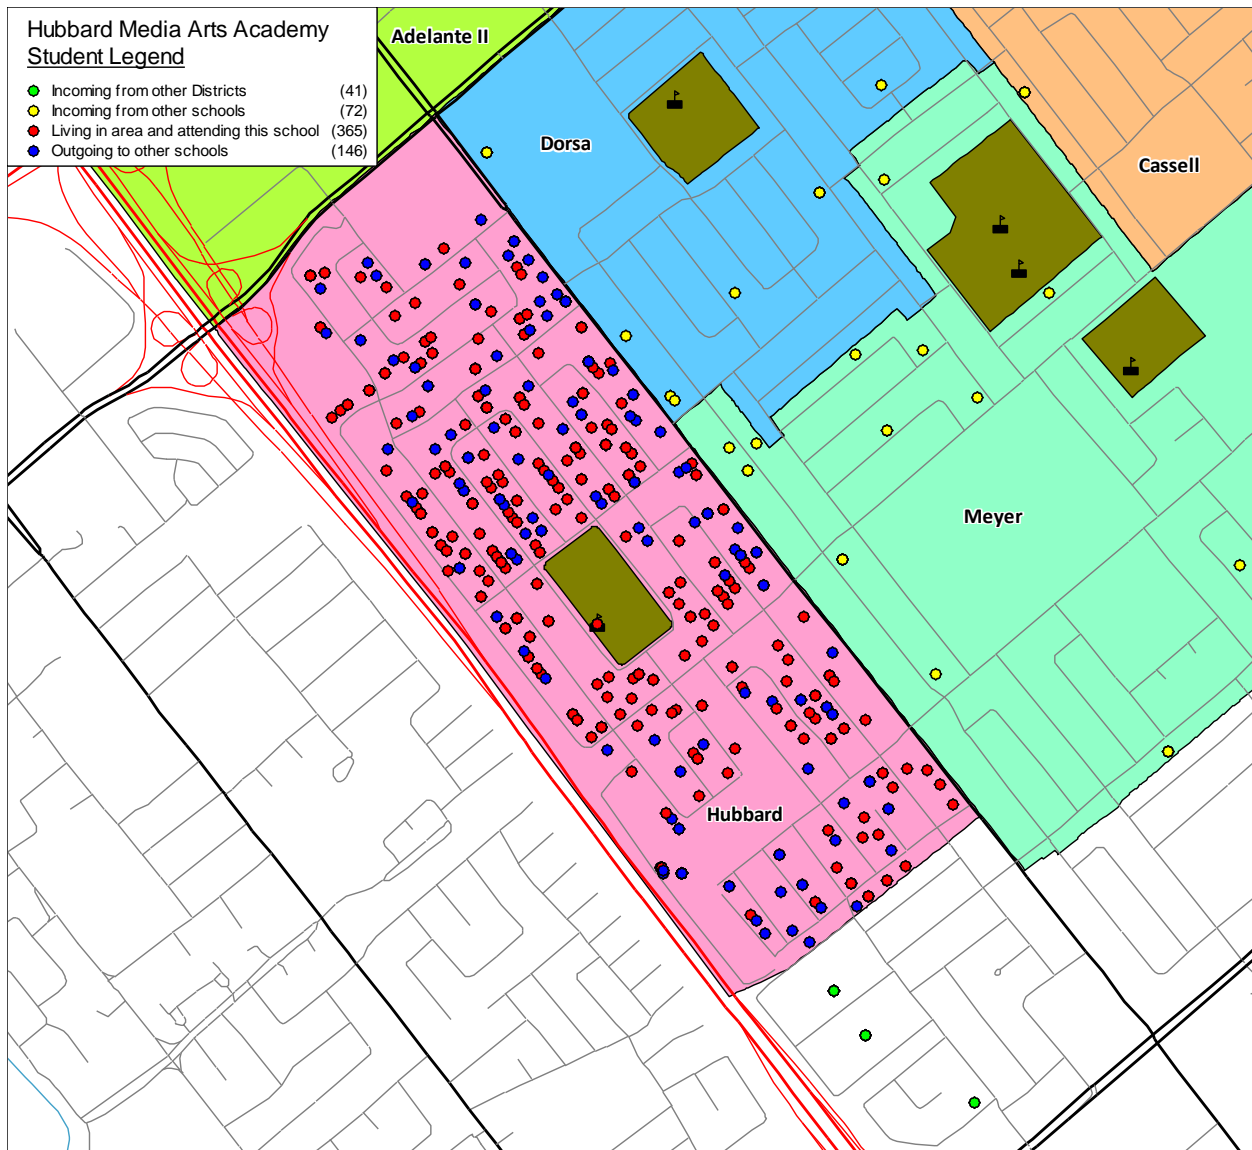 Hubbard Media Arts Academy
Student Legend
Incoming from other Districts (41)
Incoming from other schools (72)
Living in area and attending this school (365)
Outgoing to other schools (146)
Adelante II
Dorsa
Cassell
Meyer
Hubbard